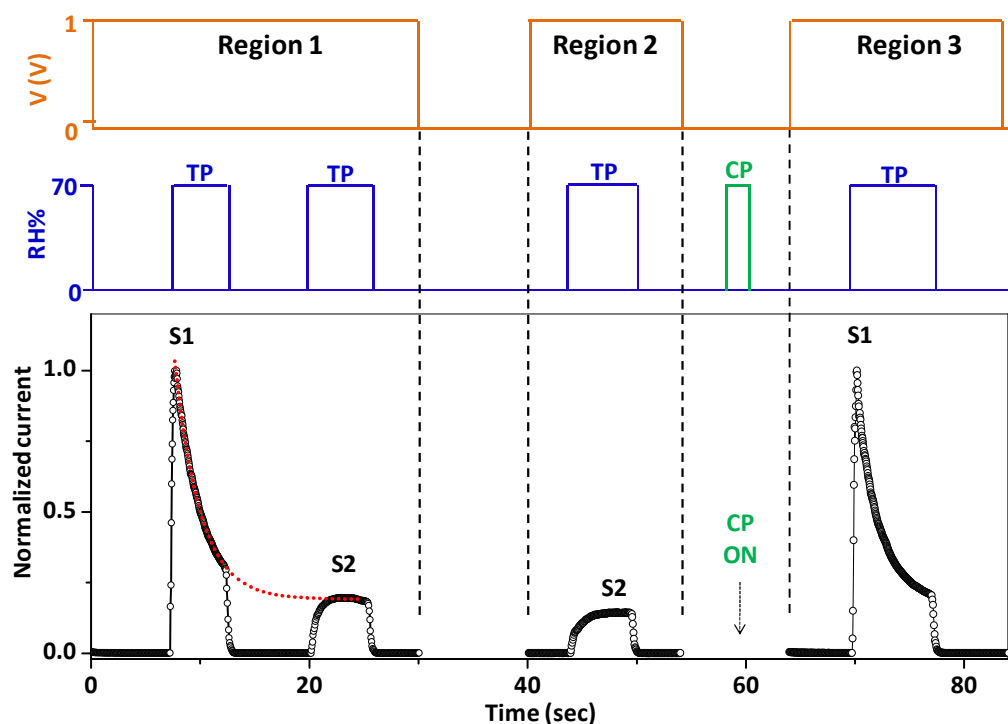 V (V)
1
0
Region 1
Region 2
Region 3
RH%
70
0
TP
TP
TP
CP
TP
Normalized current
1.0
0.5
0.0
S1
S2
S2
CP
ON
S1
0
20
40
60
80
Time (sec)